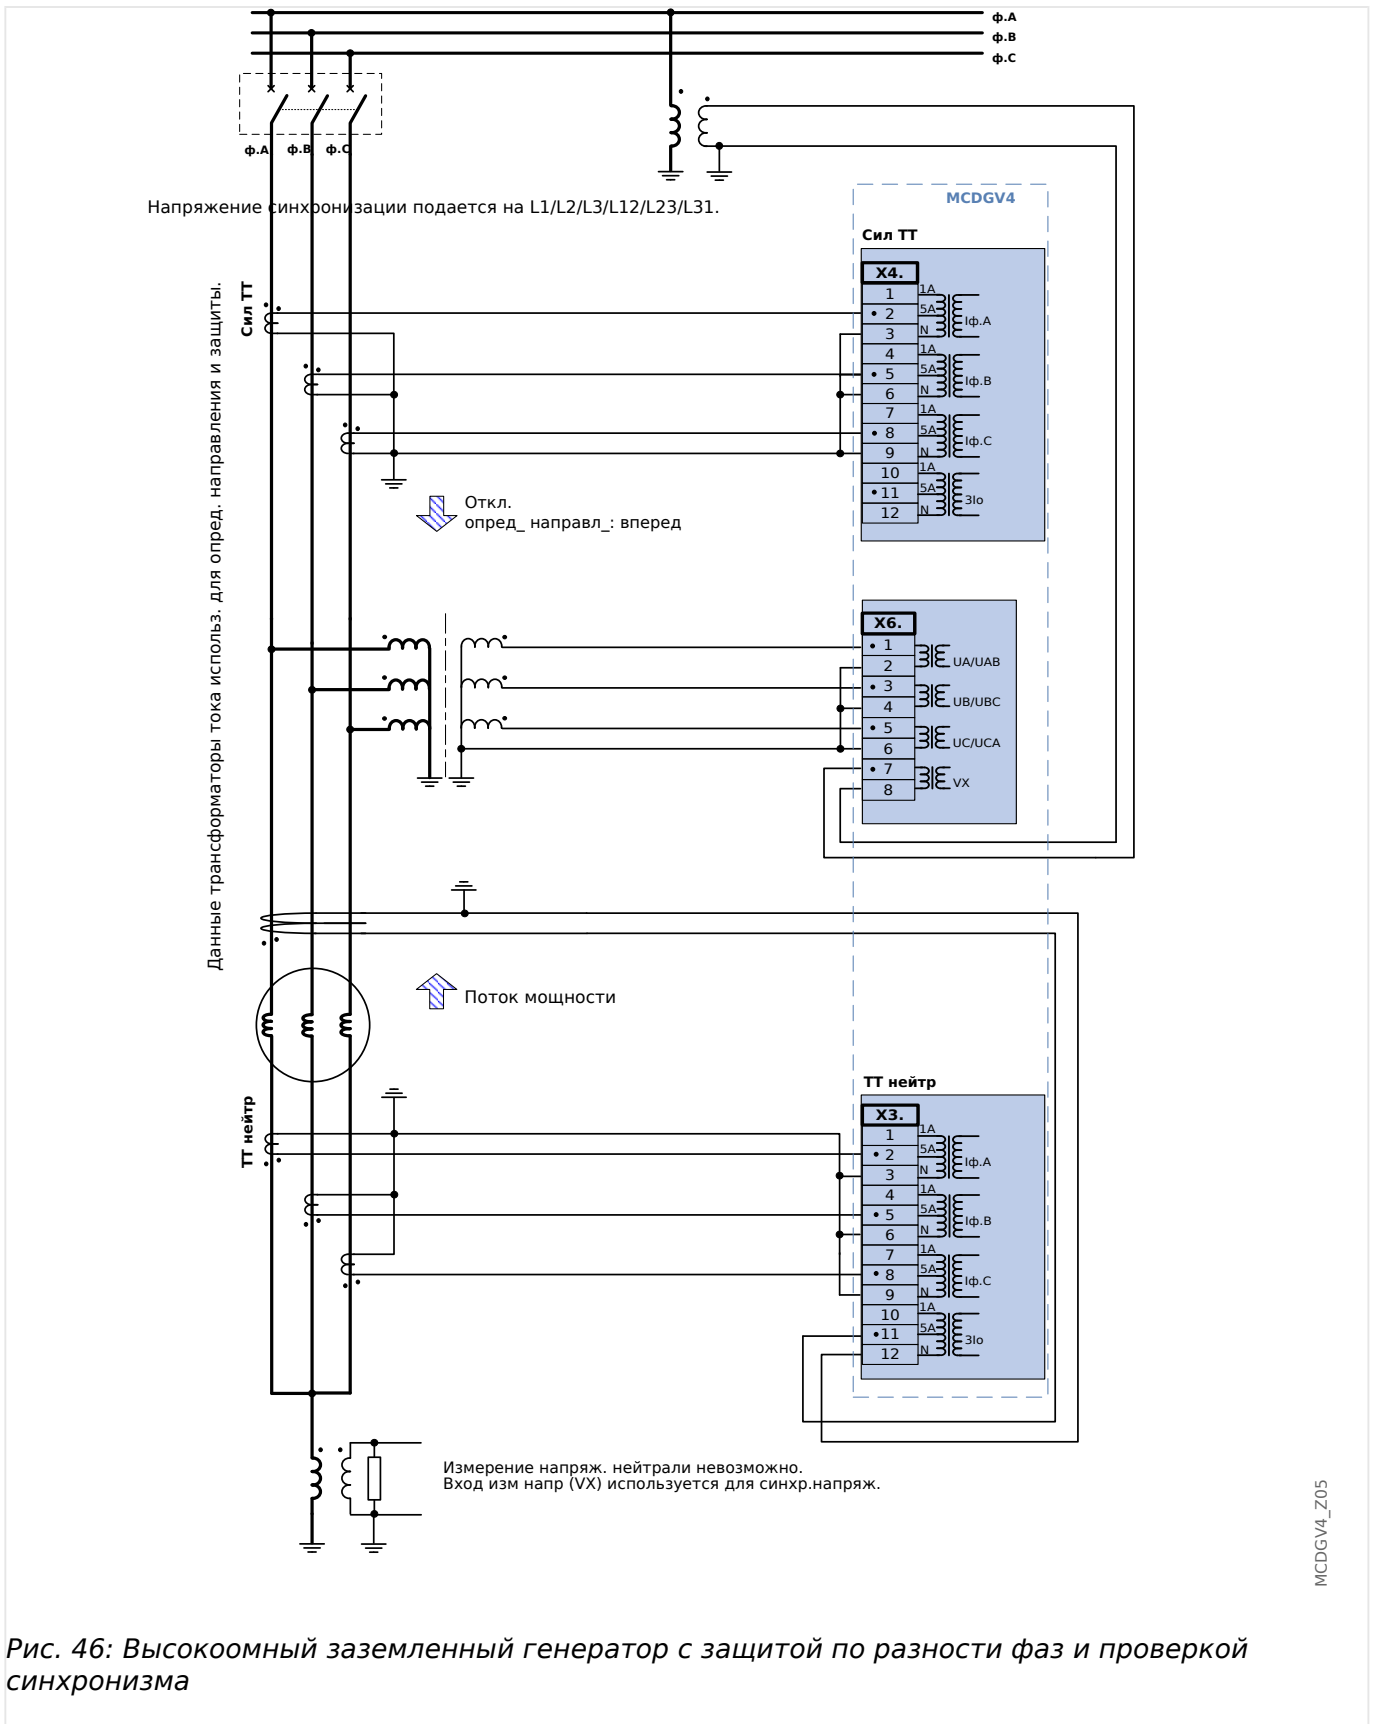 ф.A
ф.B
ф.C
ф.A ф.B ф.C
Напряжение синхронизации подается на L1/L2/L3/L12/L23/L31.
MCDGV4
Сил ТТ
X4.
1 1A
2 5A Iф.A
3 N
4 1A
5 5A Iф.B
6 N
7 1A
8 5A Iф.C
9 N
10 1A
11 5A 3Io
12 N
Сил ТТ
Данные трансформаторы тока использ. для опред. направления и защиты.
Откл.
опред_ направл_: вперед
X6.
1
2 UA/UAB
3
4 UB/UBC
5
6 UC/UCA
7
8 VX
Поток мощности
ТТ нейтр
ТТ нейтр
X3.
1 1A
2 5A Iф.A
3 N
4 1A
5 5A Iф.B
6 N
7 1A
8 5A Iф.C
9 N
10 1A
11 5A 3Io
12 N
Измерение напряж. нейтрали невозможно.
Вход изм напр (VX) используется для синхр.напряж.
MCDGV4_Z05
Рис. 46: Высокоомный заземленный генератор с защитой по разности фаз и проверкой
синхронизма